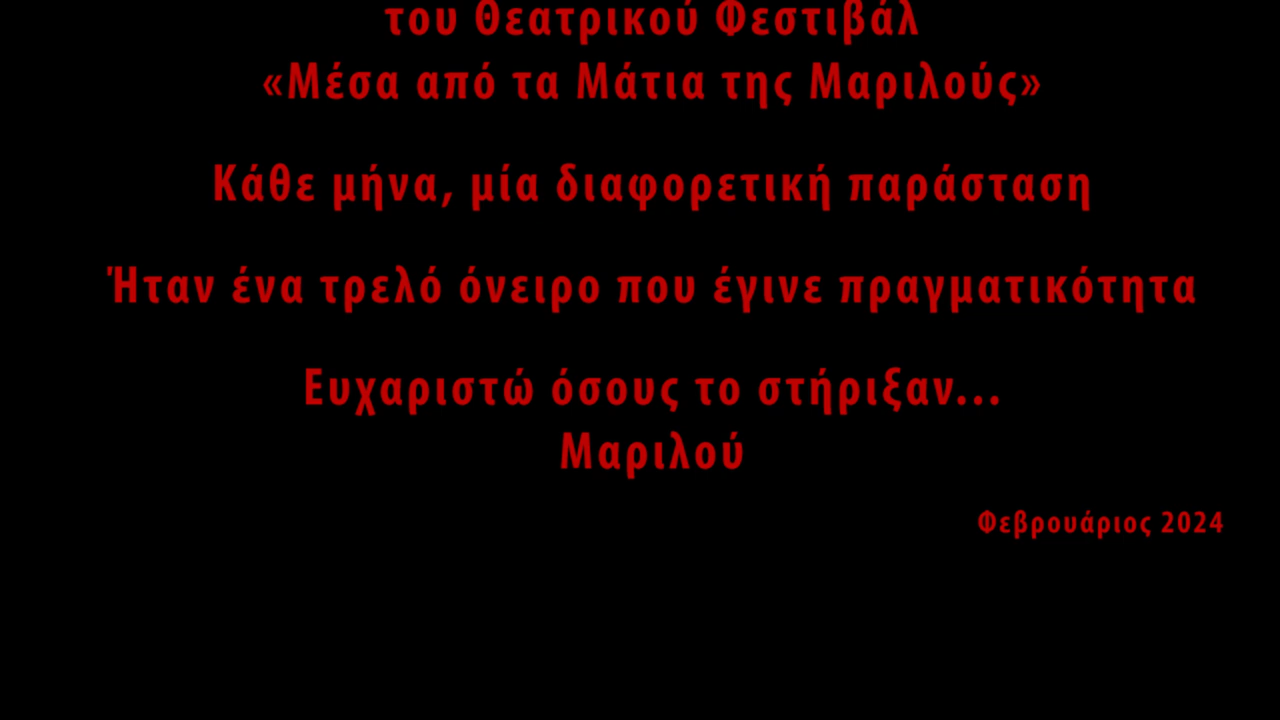 του Θεατρικού Φεστιβάλ
«Μέσα από τα Μάτια της Μαριλούς»
Κάθε μήνα, μία διαφορετική παράσταση
Ήταν ένα τρελό όνειρο που έγινε πραγματικότητα
Ευχαριστώ όσους το στήριξαν...
Μαριλού
Φεβρουάριος 2024